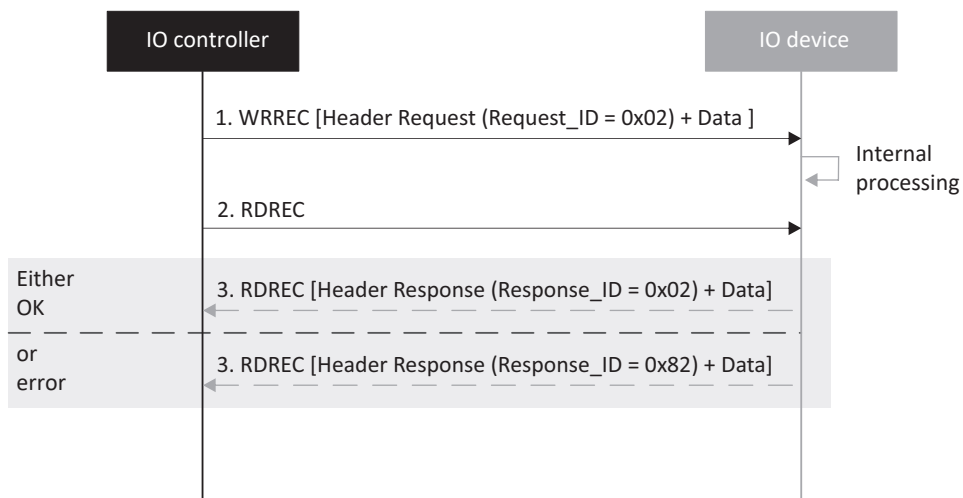 IO controller
IO device
1. WRREC [Header Request (Request_ID = 0x02) + Data ]
Internal
processing
2. RDREC
Either
OK
3. RDREC [Header Response (Response_ID = 0x02) + Data]
or
error
3. RDREC [Header Response (Response_ID = 0x82) + Data]